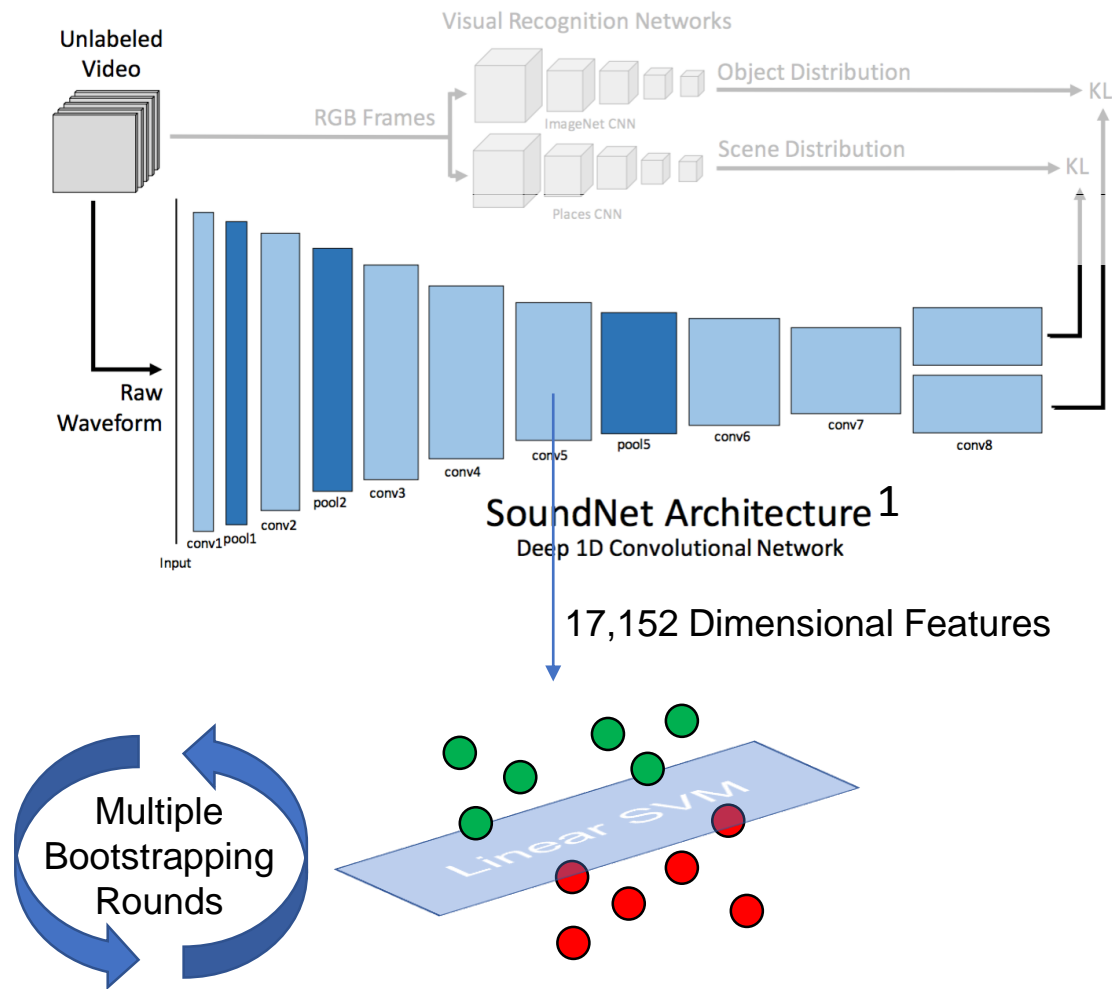 Visual Recognition Networks
Unlabeled
Video
Object Distribution
KL
RGB Frames
ImageNet CNN
Scene Distribution
KL
Places CNN
Raw
Waveform
Input
conv1
pool1
conv2
pool2
conv3
conv4
conv5
pool5
conv6
conv7
conv8
SoundNet Architecture 1
Deep 1D Convolutional Network
17,152 Dimensional Features
Multiple
Bootstrapping
Rounds
Linear SVM